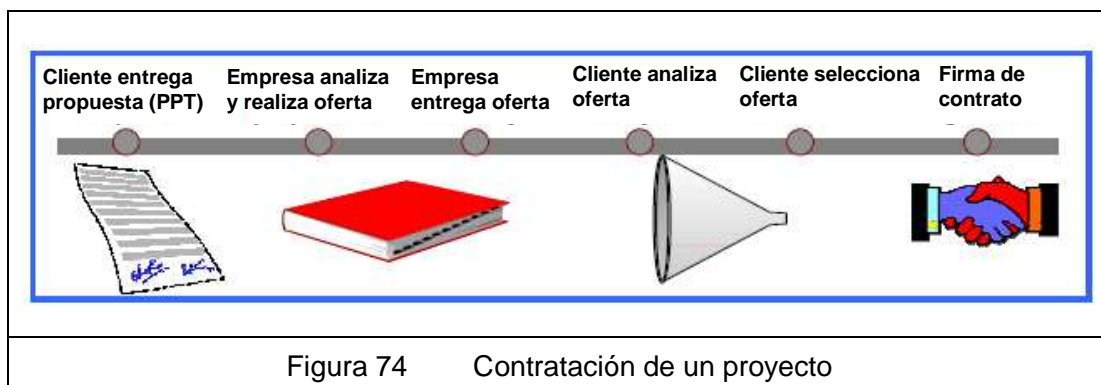 Cliente entrega
propuesta (PPT)
Empresa analiza
y realiza oferta
Empresa
entrega oferta
Cliente analiza
oferta
Cliente selecciona
oferta
Firma de
contrato
Figura 74 Contratación de un proyecto